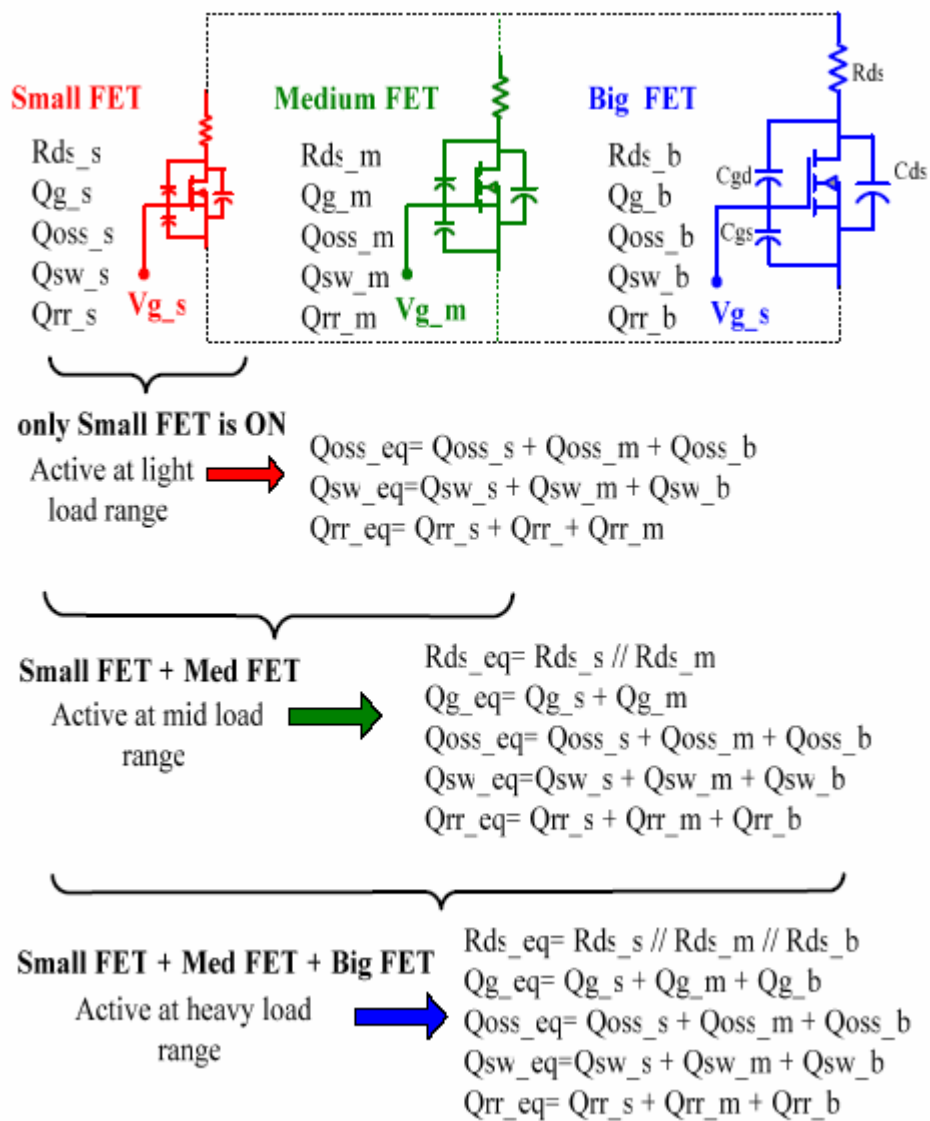 Small FET
Rds_s
Qg_s
Qoss_s
Qsw_s
Qrr_s
Vg_s
Medium FET
Rds_m
Qg_m
Qoss_m
Qsw_m
Qrr_m
Vg_m
Big FET
Rds_b
Qg_b
Qoss_b
Qsw_b
Qrr_b
Rds
Cgd
Cds
Cgs
Vg_s
only Small FET is ON
Active at light
load range
Qoss_eq= Qoss_s + Qoss_m + Qoss_b
Qsw_eq=Qsw_s + Qsw_m + Qsw_b
Qrr_eq= Qrr_s + Qrr_+ Qrr_m
Small FET + Med FET
Active at mid load
range
Rds_eq= Rds_s // Rds_m
Qg_eq= Qg_s + Qg_m
Qoss_eq= Qoss_s + Qoss_m + Qoss_b
Qsw_eq=Qsw_s + Qsw_m + Qsw_b
Qrr_eq= Qrr_s + Qrr_m + Qrr_b
Small FET + Med FET + Big FET
Active at heavy load
range
Rds_eq= Rds_s // Rds_m // Rds_b
Qg_eq= Qg_s + Qg_m + Qg_b
Qoss_eq= Qoss_s + Qoss_m + Qoss_b
Qsw_eq=Qsw_s + Qsw_m + Qsw_b
Qrr_eq= Qrr_s + Qrr_m + Qrr_b